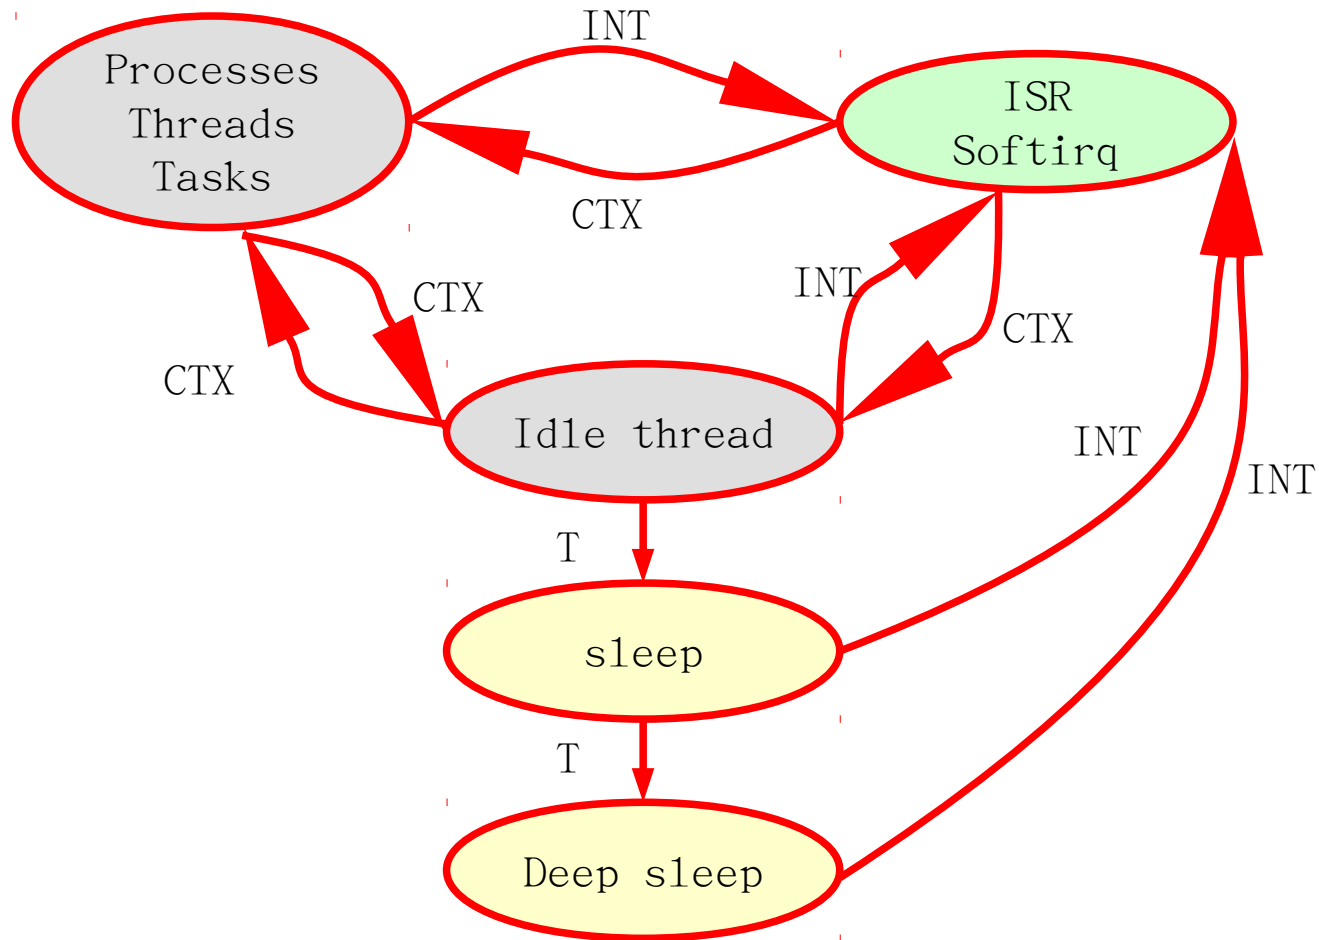 INT
Processes
Threads
Tasks
ISR
Softirq
CTX
INT
CTX
CTX
CTX
Idle thread
INT
INT
T
sleep
T
Deep sleep